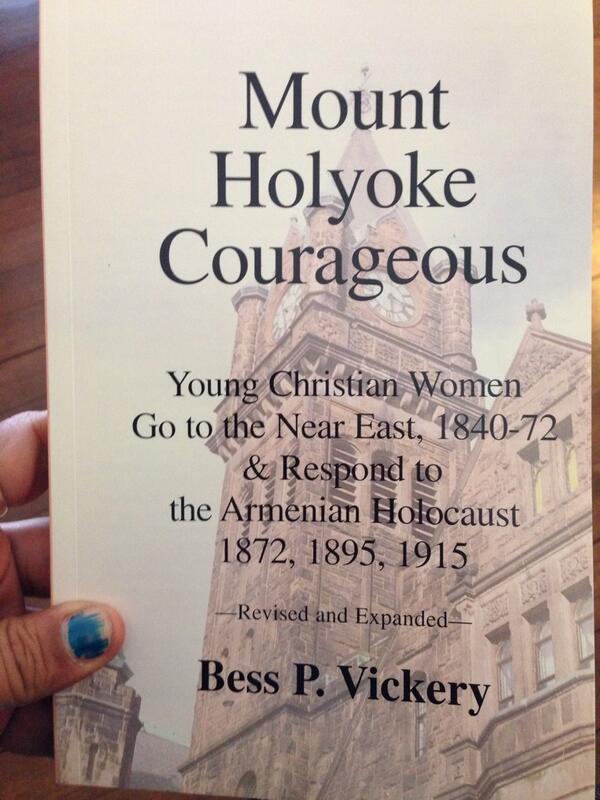 Mount
Holyoke
Courageous
Young Christian Women
Go to the Near East, 1840-72
& Respond to
the Armenian Holocaust
1872, 1895, 1915
—Revised and Expanded—
Bess P. Vickery